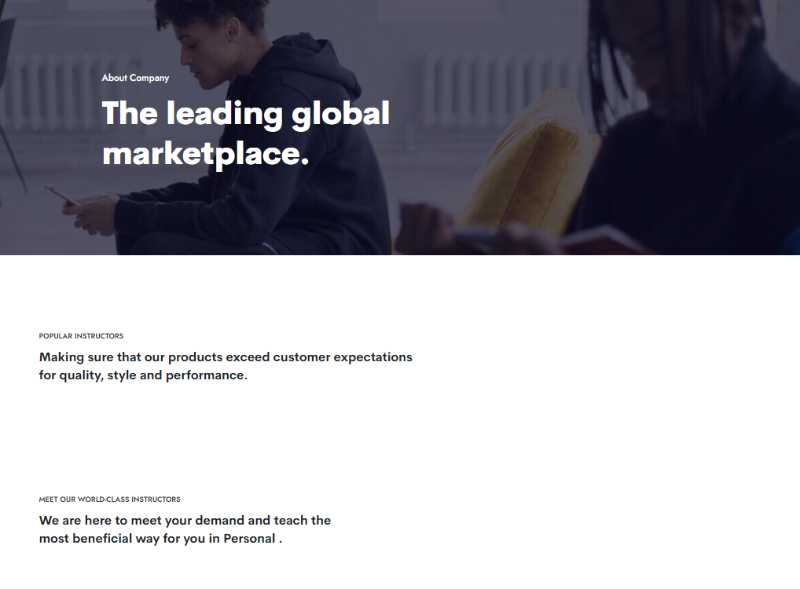 About Company
The leading global
marketplace.
POPULAR INSTRUCTORS
Making sure that our products exceed customer expectations
for quality, style and performance.
MEET OUR WORLD-CLASS INSTRUCTORS
We are here to meet your demand and teach the
most beneficial way for you in Personal .